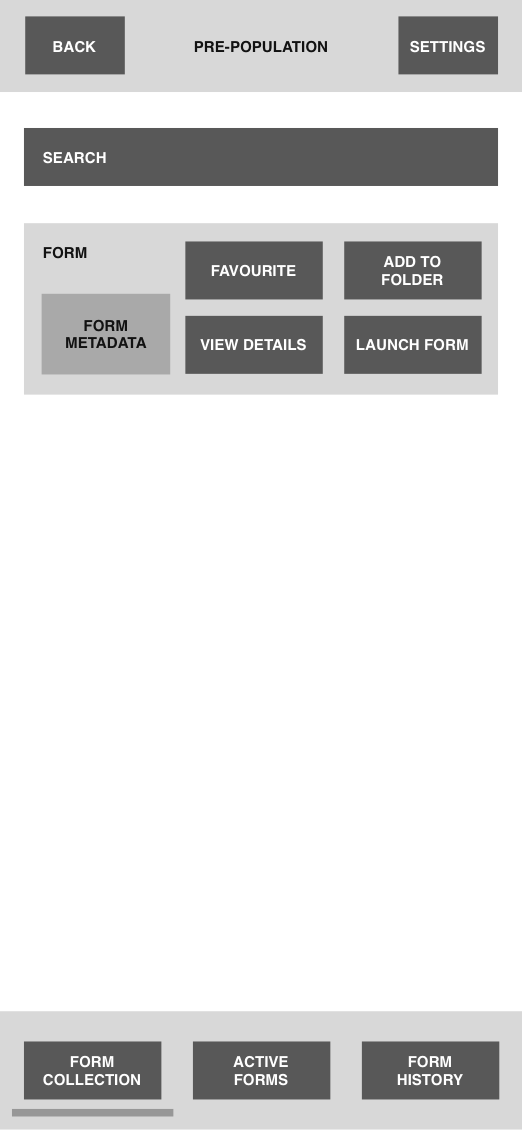 BACK
PRE-POPULATION
SETTINGS
SEARCH
FORM
FORM
METADATA
FAVOURITE
ADD TO
FOLDER
VIEW DETAILS
LAUNCH FORM
FORM
COLLECTION
ACTIVE
FORMS
FORM
HISTORY